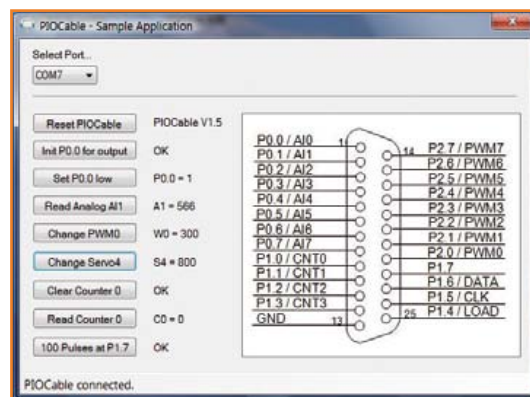 PIOCable - Sample Application
Select Port...
COM7
Reset PIOCable PIOCable V1.5
Init P0.0 for output OK
Set P0.0 low P0.0 = 1
Read Analog AI1 A1 = 566
Change PWM0 W0 = 300
Change Servo4 S4 = 800
Clear Counter 0 OK
Read Counter 0 C0 = 0
100 Pulses at P1.7 OK
P0.0 / AI0 1
P0.1 / AI1
P0.2 / AI2
P0.3 / AI3
P0.4 / AI4
P0.5 / AI5
P0.6 / AI6
P0.7 / AI7
P1.0 / CNT0
P1.1 / CNT1
P1.2 / CNT2
P1.3 / CNT3
GND 13
14 P2.7 / PWM7
P2.6 / PWM6
P2.5 / PWM5
P2.4 / PWM4
P2.3 / PWM3
P2.2 / PWM2
P2.1 / PWM1
P2.0 / PWM0
P1.7
P1.6 / DATA
P1.5 / CLK
25 P1.4 / LOAD
PIOCable connected.